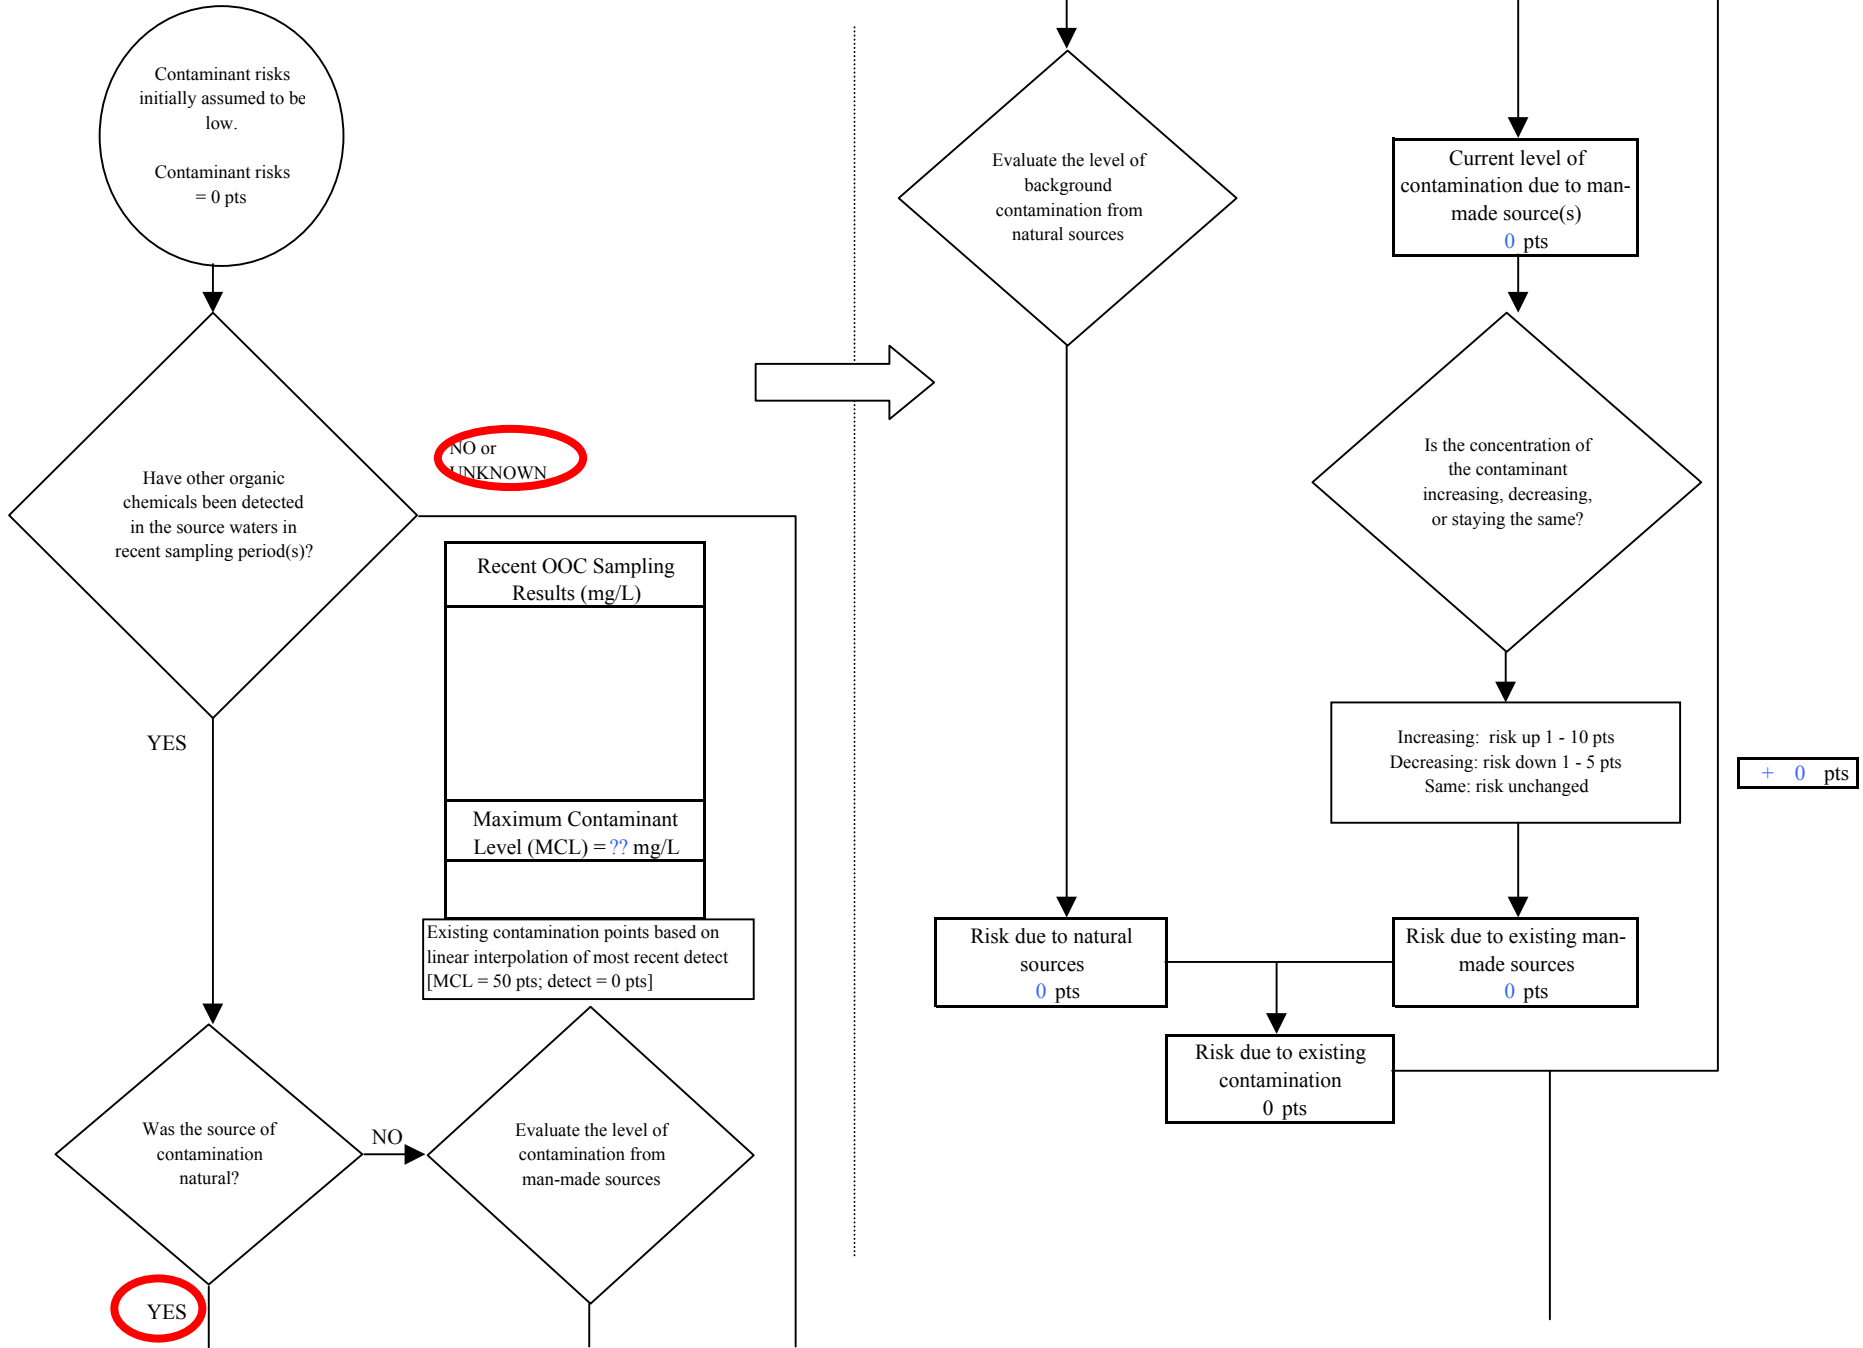 Contaminant risks
initially assumed to be
low.
Contaminant risks
= 0 pts
Have other organic
chemicals been detected
in the source waters in
recent sampling period(s)?
NO or
UNKNOWN
YES
Recent OOC Sampling
Results (mg/L)
Maximum Contaminant
Level (MCL) = ?? mg/L
Existing contamination points based on
linear interpolation of most recent detect
[MCL = 50 pts; detect = 0 pts]
Was the source of
contamination
natural?
NO
Evaluate the level of
contamination from
man-made sources
YES
Evaluate the level of
background
contamination from
natural sources
Current level of
contamination due to man-
made source(s)
0 pts
Is the concentration of
the contaminant
increasing, decreasing,
or staying the same?
Increasing: risk up 1 - 10 pts
Decreasing: risk down 1 - 5 pts
Same: risk unchanged
+ 0 pts
Risk due to natural
sources
0 pts
Risk due to existing man-
made sources
0 pts
Risk due to existing
contamination
0 pts